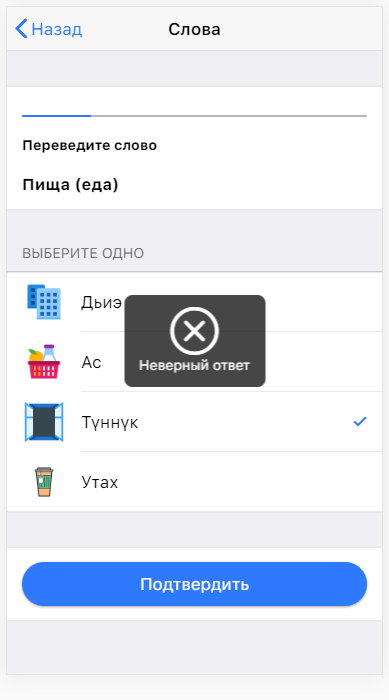 Назад
Слова
Переведите слово
Пища (еда)
ВЫБЕРИТЕ ОДНО
Дьиэ
Ас
Неверный ответ
Түннүк
Утах
Подтвердить